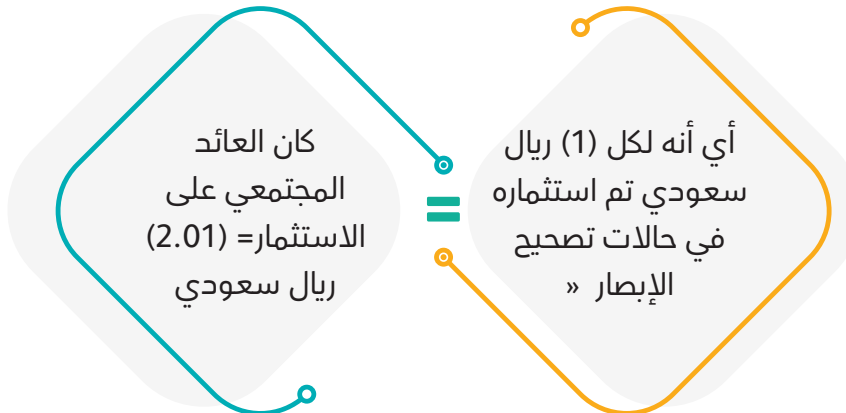 أي أنه لكل (1) ريال
سعودي تم استثماره
في حالات تصحيح
الإبصار »
=
كان العائد
المجتمعي على
الاستثمار= (2.01)
ريال سعودي